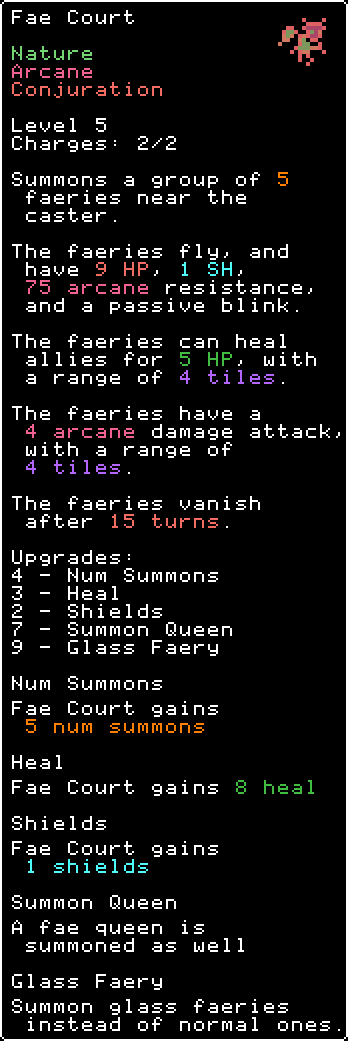 Fae Court
Nature
Arcane
Conjuration
Level 5
Charges: 2/2
Summons a group of 5
faeries near the
caster.
The faeries fly, and
have 9 HP, 1 SH,
75 arcane resistance,
and a passive blink.
The faeries can heal
allies for 5 HP, with
a range of 4 tiles.
The faeries have a
4 arcane damage attack,
with a range of
4 tiles.
The faeries vanish
after 15 turns.
Upgrades:
4 - Num Summons
3 - Heal
2 - Shields
7 - Summon Queen
9 - Glass Faery
Num Summons
Fae Court gains
5 num summons
Heal
Fae Court gains 8 heal
Shields
Fae Court gains
1 shields
Summon Queen
A fae queen is
summoned as well
Glass Faery
Summon glass faeries
instead of normal ones.